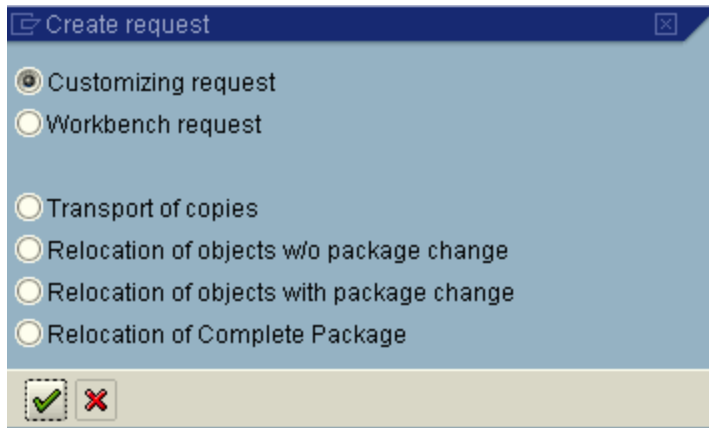 Create request
Customizing request
Workbench request
Transport of copies
Relocation of objects w/o package change
Relocation of objects with package change
Relocation of Complete Package